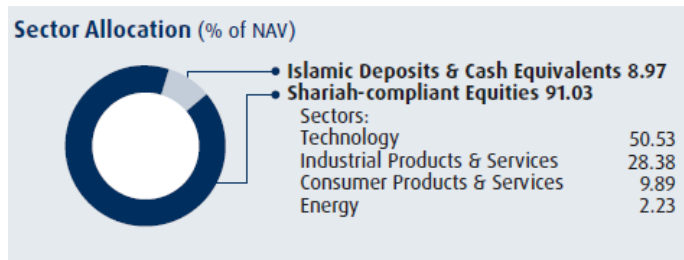 Sector Allocation (% of NAV)
Islamic Deposits & Cash Equivalents 8.97
Shariah-compliant Equities 91.03
Sectors:
Technology 50.53
Industrial Products & Services 28.38
Consumer Products & Services 9.89
Energy 2.23